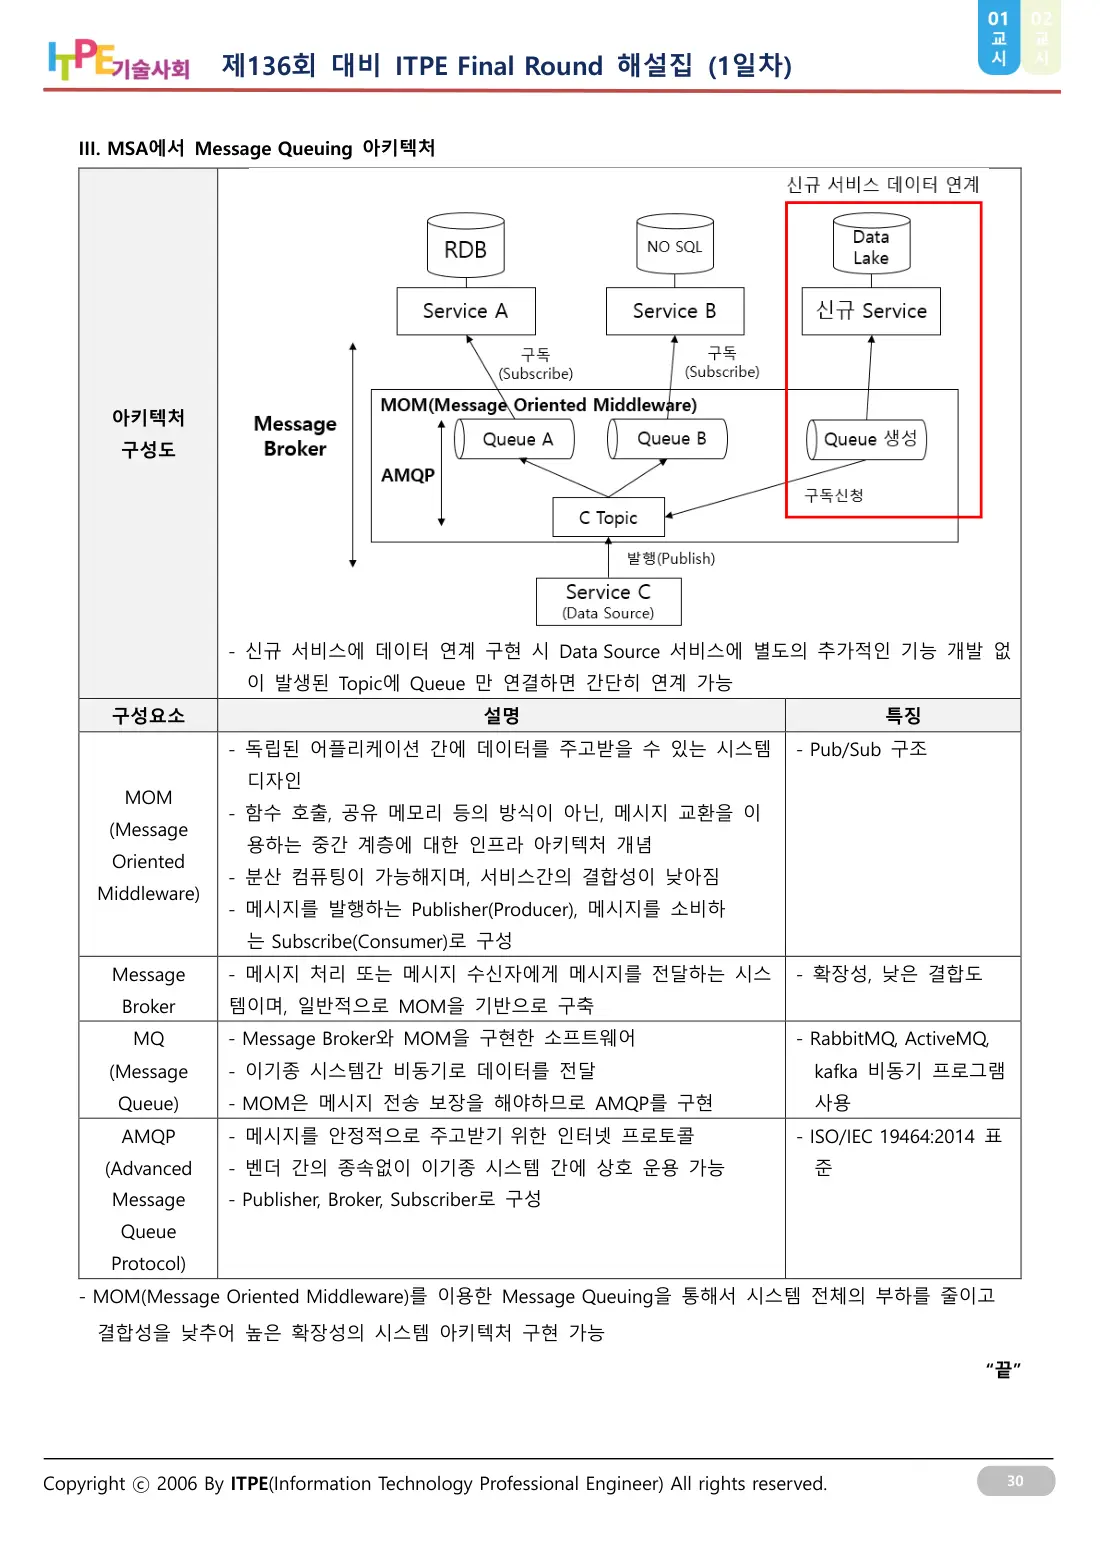 01
교
시
02
교
시
ITPE기술사회
제136회 대비 ITPE Final Round 해설집 (1일차)
III. MSA에서 Message Queuing 아키텍처
아키텍처
구성도
신규 서비스 데이터 연계
RDB
NO SQL
Data
Lake
Service A
Service B
신규 Service
구독
(Subscribe)
구독
(Subscribe)
Message
Broker
MOM(Message Oriented Middleware)
Queue A
Queue B
Queue 생성
AMQP
구독신청
C Topic
발행(Publish)
Service C
(Data Source)
- 신규 서비스에 데이터 연계 구현 시 Data Source 서비스에 별도의 추가적인 기능 개발 없
이 발생된 Topic에 Queue 만 연결하면 간단히 연계 가능
구성요소
설명
특징
MOM
(Message
Oriented
Middleware)
- 독립된 어플리케이션 간에 데이터를 주고받을 수 있는 시스템
디자인
- 함수 호출, 공유 메모리 등의 방식이 아닌, 메시지 교환을 이
용하는 중간 계층에 대한 인프라 아키텍처 개념
- 분산 컴퓨팅이 가능해지며, 서비스간의 결합성이 낮아짐
- 메시지를 발행하는 Publisher(Producer), 메시지를 소비하
는 Subscribe(Consumer)로 구성
- Pub/Sub 구조
Message
Broker
- 메시지 처리 또는 메시지 수신자에게 메시지를 전달하는 시스
템이며, 일반적으로 MOM을 기반으로 구축
- 확장성, 낮은 결합도
MQ
(Message
Queue)
- Message Broker와 MOM을 구현한 소프트웨어
- 이기종 시스템간 비동기로 데이터를 전달
- MOM은 메시지 전송 보장을 해야하므로 AMQP를 구현
- RabbitMQ, ActiveMQ,
kafka 비동기 프로그램
사용
AMQP
(Advanced
Message
Queue
Protocol)
- 메시지를 안정적으로 주고받기 위한 인터넷 프로토콜
- 벤더 간의 종속없이 이기종 시스템 간에 상호 운용 가능
- Publisher, Broker, Subscriber로 구성
- ISO/IEC 19464:2014 표
준
- MOM(Message Oriented Middleware)를 이용한 Message Queuing을 통해서 시스템 전체의 부하를 줄이고
결합성을 낮추어 높은 확장성의 시스템 아키텍처 구현 가능
“끝”
Copyright ⓒ 2006 By ITPE(Information Technology Professional Engineer) All rights reserved.
30